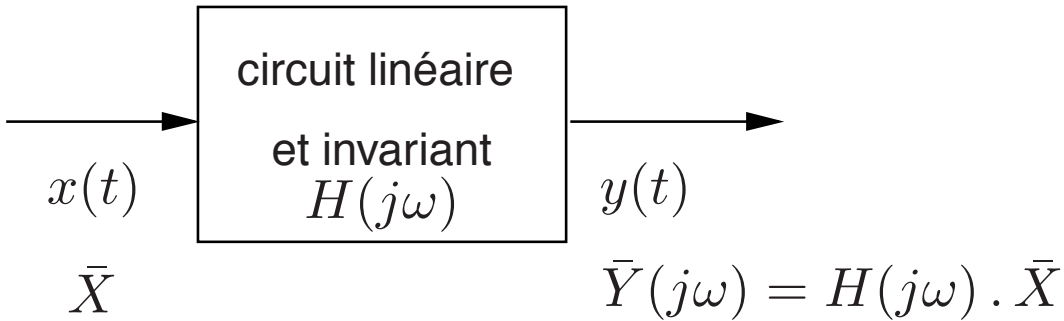 circuit linéaire
et invariant
H(jω)
x(t)
y(t)
X̄
Ȳ(jω) = H(jω) . X̄